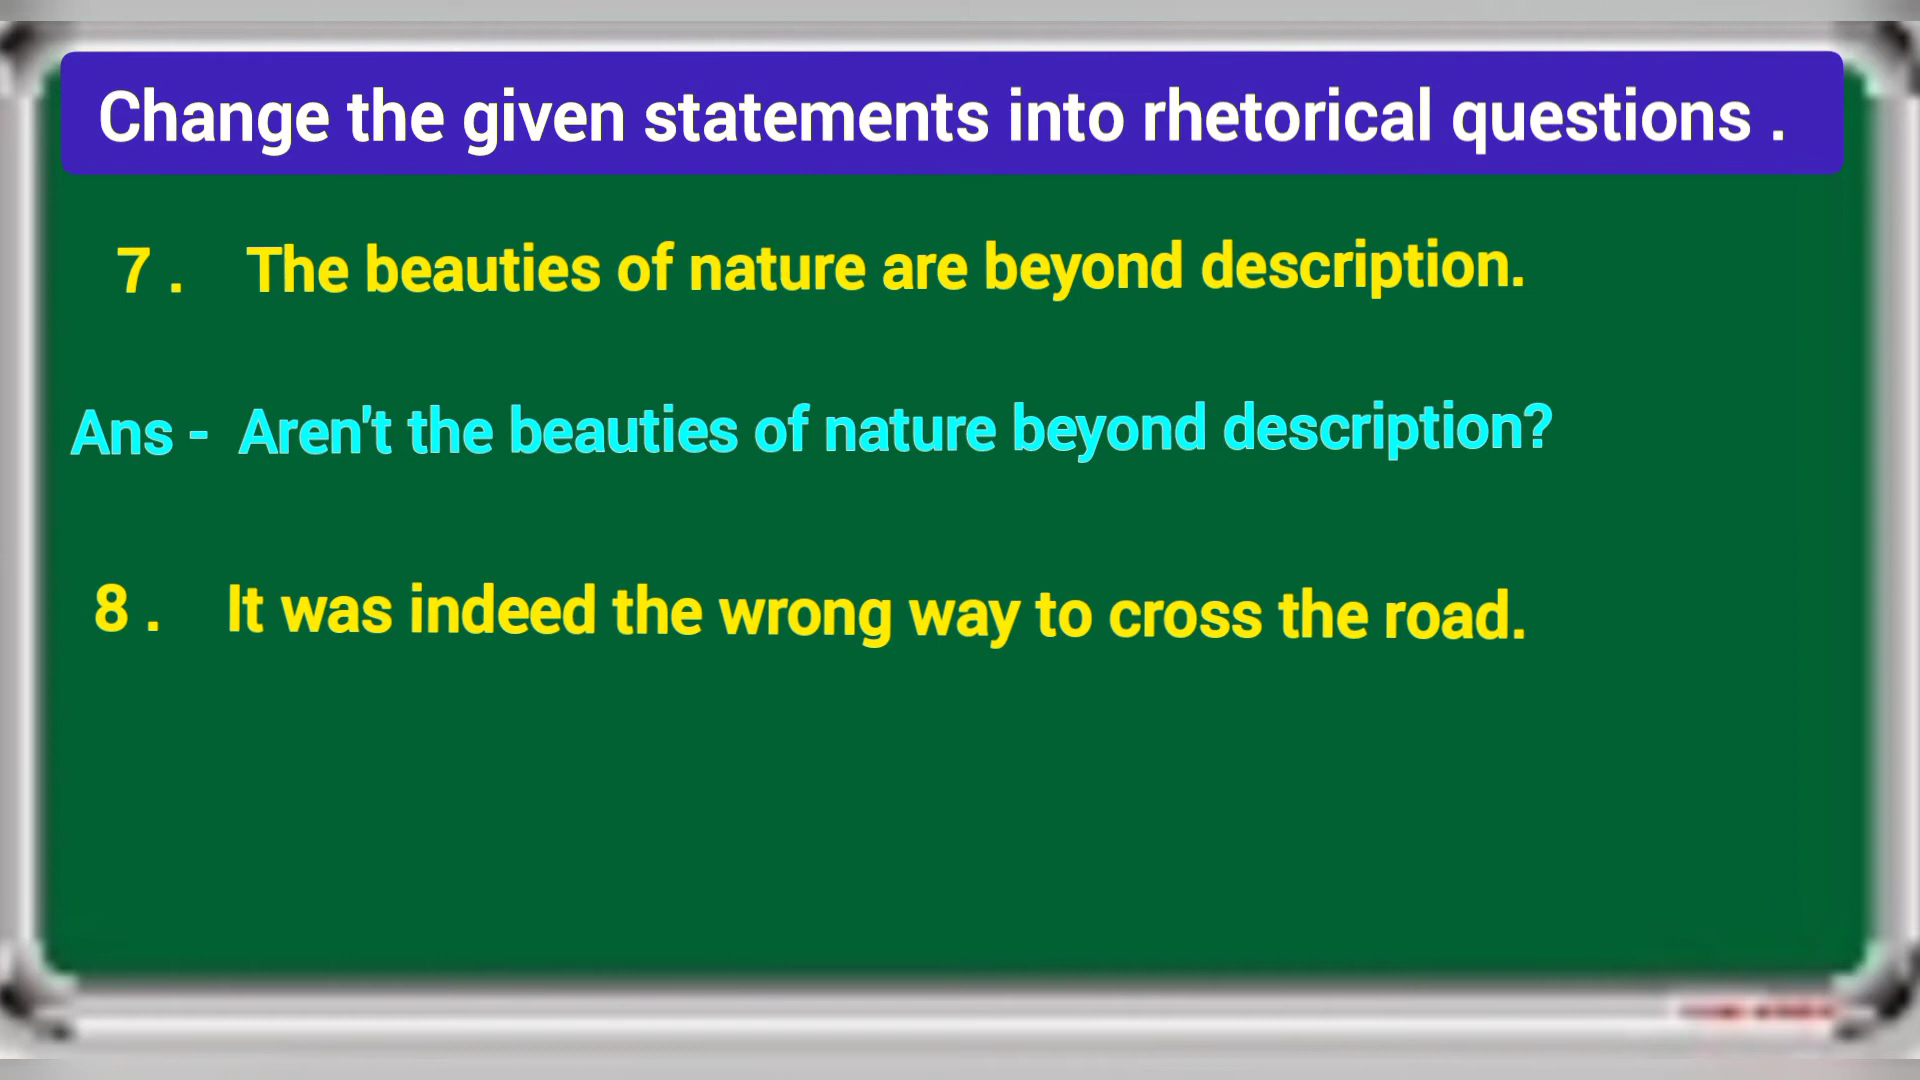 Change the given statements into rhetorical questions .
7 . The beauties of nature are beyond description.
Ans - Aren't the beauties of nature beyond description?
8 . It was indeed the wrong way to cross the road.